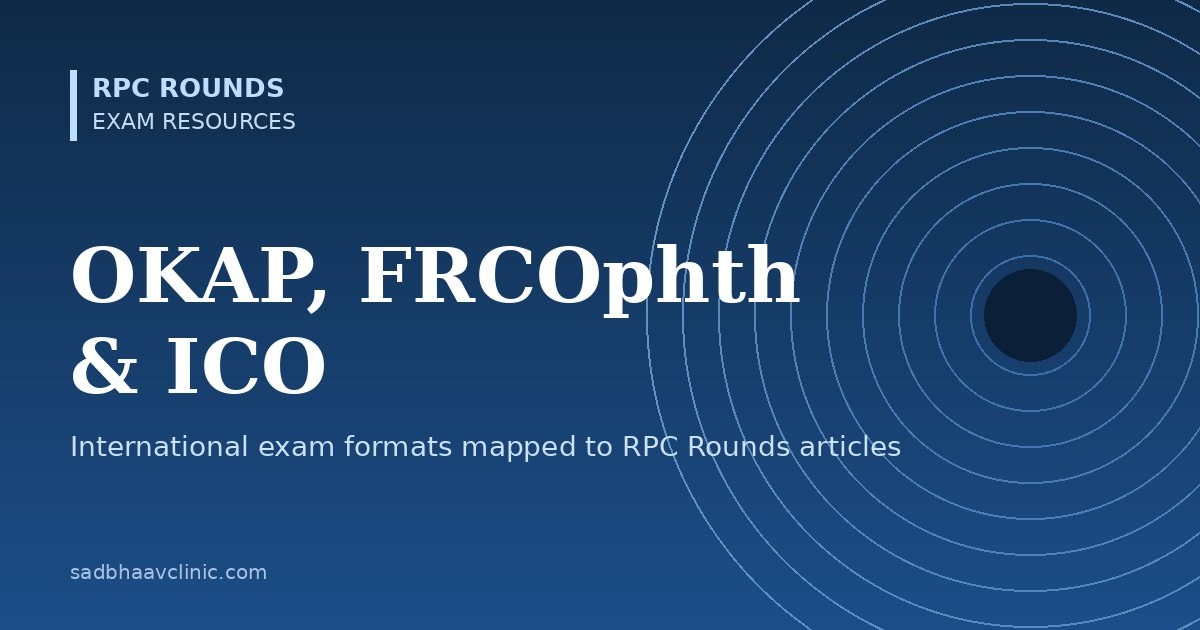 RPC ROUNDS
EXAM RESOURCES
OKAP, FRCOphth
& ICO
International exam formats mapped to RPC Rounds articles
sadbhaavclinic.com